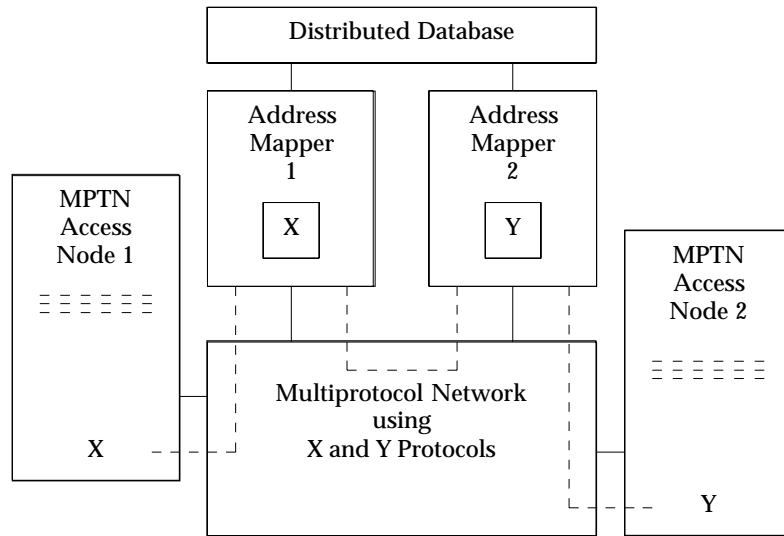 Distributed Database
Address
Mapper
1
X
Address
Mapper
2
Y
MPTN
Access
Node 1
X
MPTN
Access
Node 2
Y
Multiprotocol Network
using
X and Y Protocols